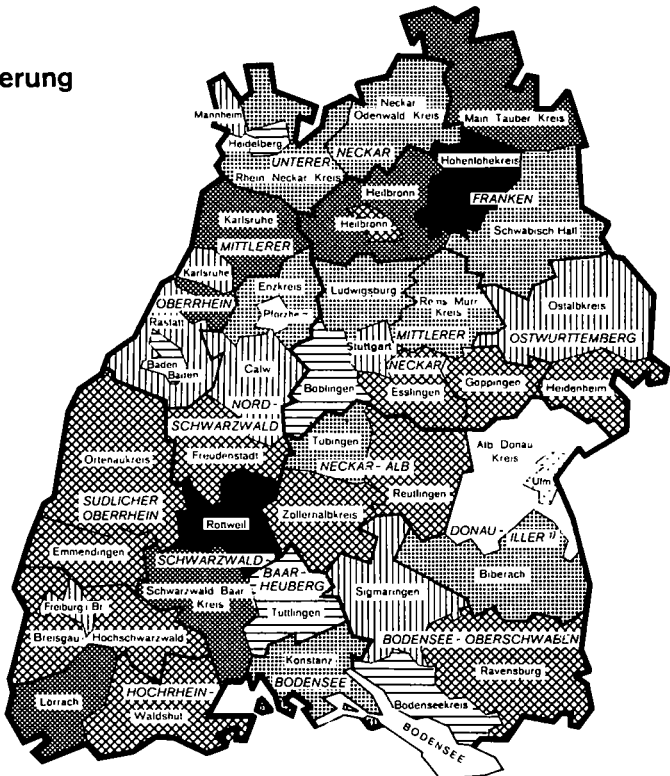 erung
Neckar
Odenwald Kreis
Main Tauber Kreis
Mannheim
Heidelberg
UNTERER
NECKAR
Hohenlohekreis
Rhein Neckar Kreis
Heilbronn
FRANKEN
Karlsruhe
Heilbronn
MITTLERER
Schwabisch Hall
Karlsruhe
Enzkreis
Ludwigsburg
Rems Murr
Kreis
Ostalbkreis
OBERRHEIN
Pforzhe
Rastatt
Stuttgart
MITTLERER
OSTWURTTEMBERG
Baden
Baden
Calw
NECKAR
Boblingen
Esslingen
Goppingen
Heidenheim
NORD-
SCHWARZWALD
Tubingen
Alb Donau
Kreis
Ortenaukreis
Freudenstadt
NECKAR-ALB
Ulm
SUDLICHER
OBERRHEIN
Reutlingen
Rottweil
Zollernalbkreis
DONAU-
ILLER 1)
Emmendingen
SCHWARZWALD-
BAAR-
HEUBERG
Biberach
Schwarzwald Baar
Kreis
Sigmaringen
Freiburg i Br
Tuttlingen
Breisgau-Hochschwarzwald
BODENSEE-OBERSCHWABEN
Konstanz
Ravensburg
Lorrach
HOCHRHEIN-
BODENSEE
Waldshut
Bodenseekreis
BODENSEE